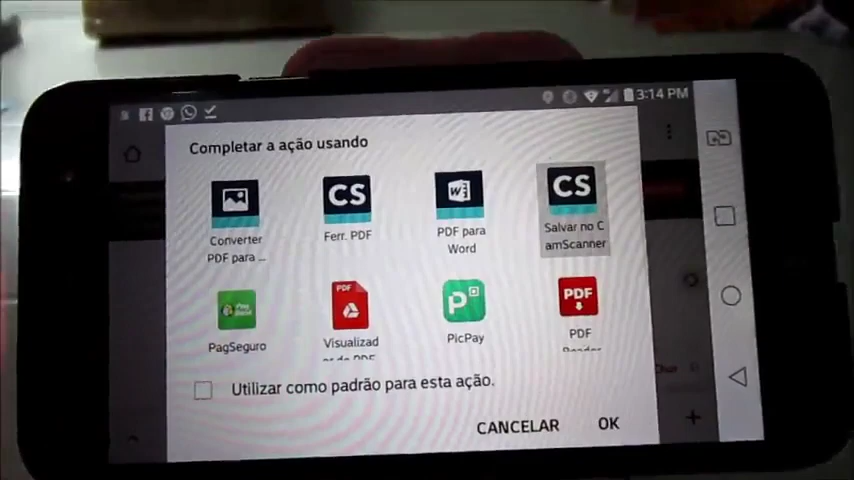 3:14 PM
Completar a ação usando
CS
W
CS
Converter
PDF para ...
Ferr. PDF
PDF para
Word
Salvar no C
amScanner
PDF
PDF
PagSeguro
Visualizad
PicPay
PDF
Reader
Utilizar como padrão para esta ação.
CANCELAR
OK